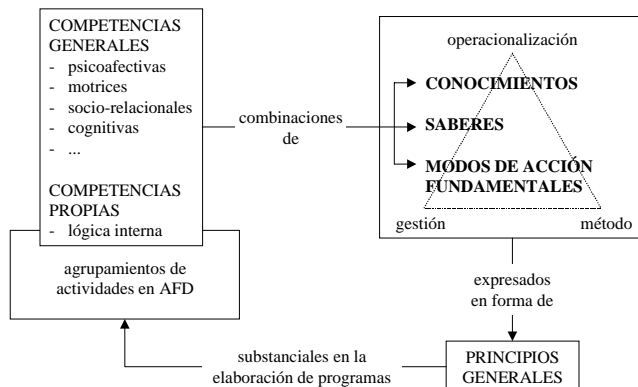 COMPETENCIAS
GENERALES
- psicoafectivas
- motrices
- socio-relacionales
- cognitivas
- ...
COMPETENCIAS
PROPIAS
- lógica interna
agrupamientos de
actividades en AFD
combinaciones
de
operacionalización
CONOCIMIENTOS
SABERES
MODOS DE ACCIÓN
FUNDAMENTALES
gestión método
expresados
en forma de
PRINCIPIOS
GENERALES
substanciales en la
elaboración de programas